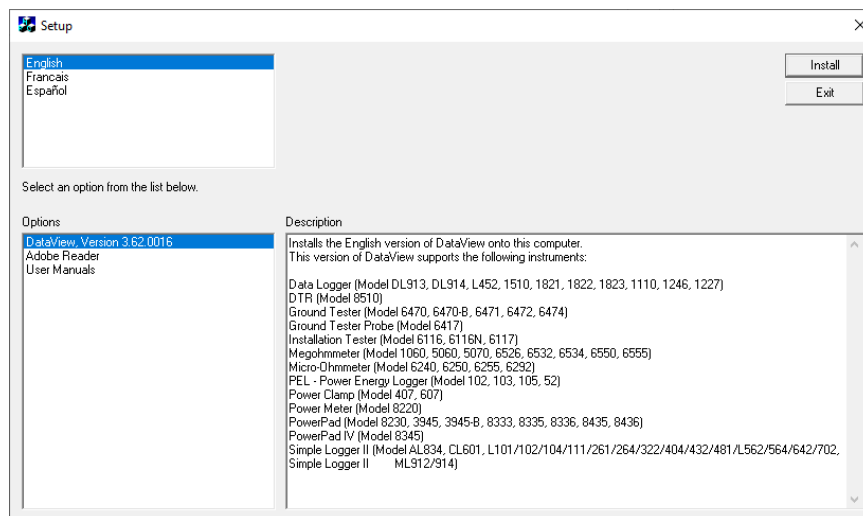 Setup
English
Francais
Español
Install
Exit
Select an option from the list below.
Options
DataView, Version 3.62.0016
Adobe Reader
User Manuals
Description
Installs the English version of DataView onto this computer.
This version of DataView supports the following instruments:
Data Logger (Model DL913, DL914, L452, 1510, 1821, 1822, 1823, 1110, 1246, 1227)
DTR (Model 8510)
Ground Tester (Model 6470, 6470-B, 6471, 6472, 6474)
Ground Tester Probe (Model 6417)
Installation Tester (Model 6116, 6116N, 6117)
Megohmmeter (Model 1060, 5060, 5070, 6526, 6532, 6534, 6550, 6555)
Micro-Ohmmeter (Model 6240, 6250, 6255, 6292)
PEL - Power Energy Logger (Model 102, 103, 105, 52)
Power Clamp (Model 407, 607)
Power Meter (Model 8220)
PowerPad (Model 8230, 3945, 3945-B, 8333, 8335, 8336, 8435, 8436)
PowerPad IV (Model 8345)
Simple Logger II (Model AL834, CL601, L101/102/104/111/261/264/322/404/432/481/L562/564/642/702,
Simple Logger II ML912/914)